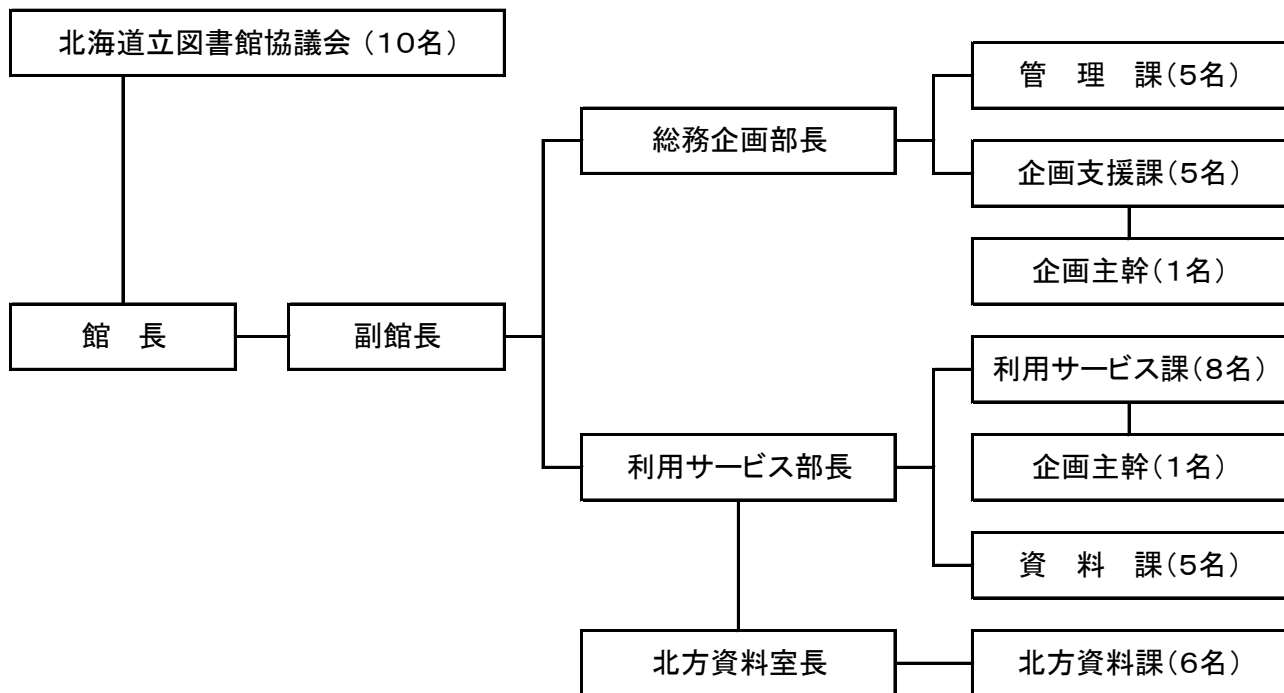 北海道立図書館協議会（１０名）
館　長
副館長
総務企画部長
管　理　課（５名）
企画支援課（５名）
企画主幹（１名）
利用サービス部長
利用サービス課（８名）
企画主幹（１名）
資　料　課（５名）
北方資料室長
北方資料課（６名）